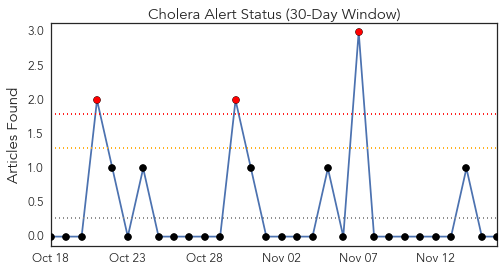 Cholera Alert Status (30-Day Window)
Articles Found
3.0
2.5
2.0
1.5
1.0
0.5
0.0
Oct 18 Oct 23 Oct 28 Nov 02 Nov 07 Nov 12